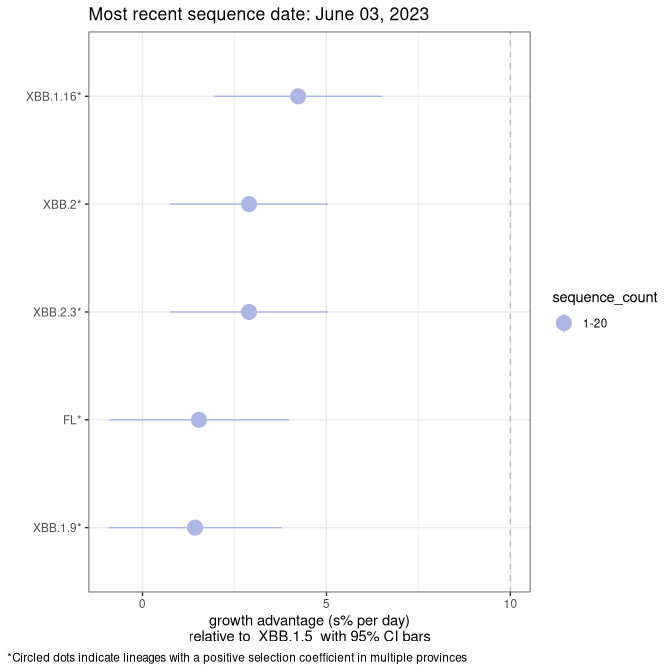 Most recent sequence date: June 03, 2023
XBB.1.16*
XBB.2*
XBB.2.3*
FL*
XBB.1.9*
sequence_count
1-20
0 5 10
growth advantage (s% per day)
relative to XBB.1.5 with 95% CI bars
*Circled dots indicate lineages with a positive selection coefficient in multiple provinces